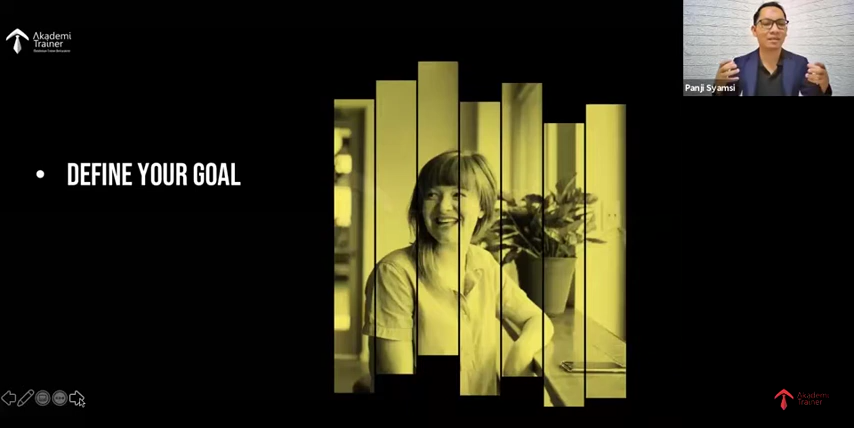 Akademi
Trainer
Panji Syamsi
• DEFINE YOUR GOAL
Akademi
Trainer